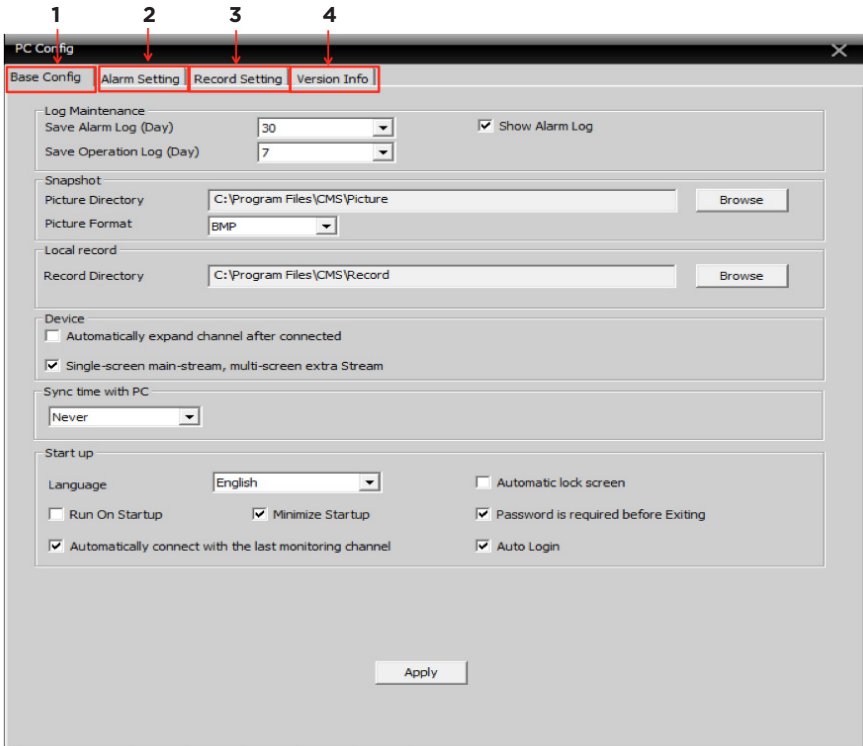 1 2 3 4
PC Config
Base Config Alarm Setting Record Setting Version Info
Log Maintenance
Save Alarm Log (Day) 30 Show Alarm Log
Save Operation Log (Day) 7
Snapshot
Picture Directory C:\Program Files\CMS\Picture Browse
Picture Format BMP
Local record
Record Directory C:\Program Files\CMS\Record Browse
Device
Automatically expand channel after connected
Single-screen main-stream, multi-screen extra Stream
Sync time with PC
Never
Start up
Language English Automatic lock screen
Run On Startup Minimize Startup Password is required before Exiting
Automatically connect with the last monitoring channel Auto Login
Apply